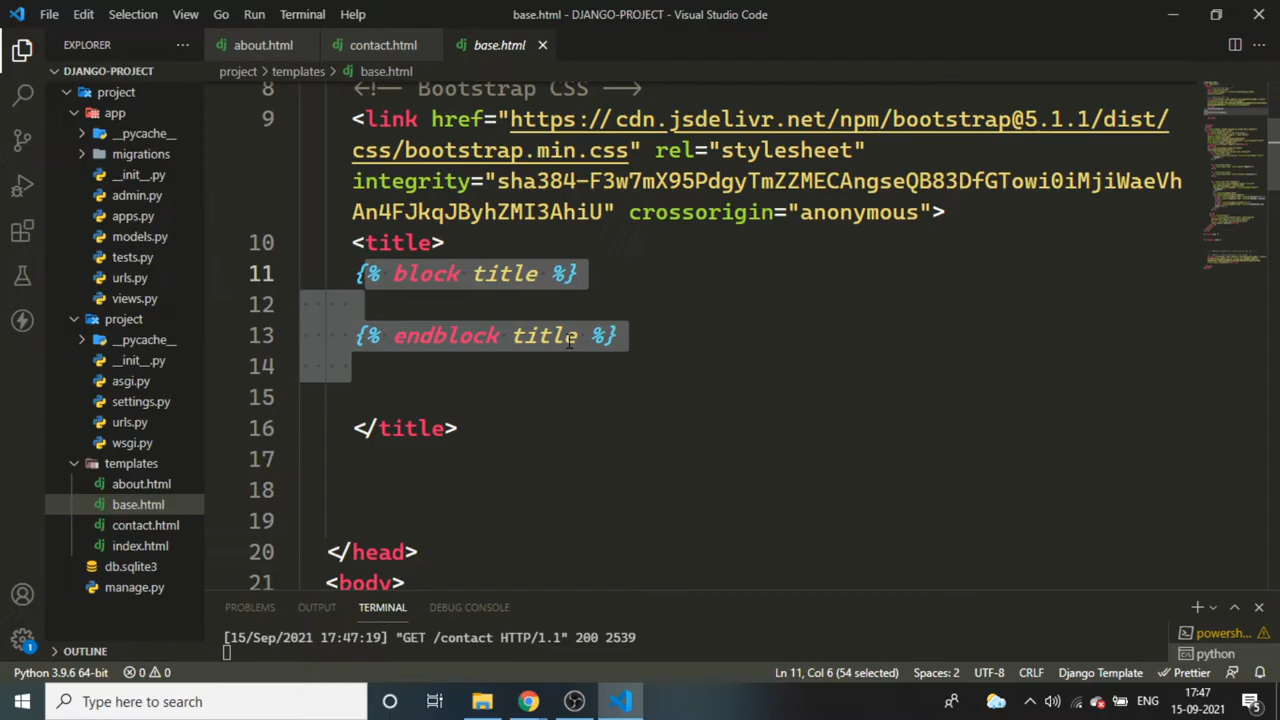 File Edit Selection View Go Run Terminal Help base.html - DJANGO-PROJECT - Visual Studio Code
EXPLORER about.html contact.html base.html
DJANGO-PROJECT project > templates > base.html
project
app
__pycache__
migrations
__init__.py
admin.py
apps.py
models.py
tests.py
urls.py
views.py
project
__pycache__
__init__.py
asgi.py
settings.py
urls.py
wsgi.py
templates
about.html
base.html
contact.html
index.html
db.sqlite3
manage.py
OUTLINE
8 <!-- Bootstrap CSS -->
9 <link href="https://cdn.jsdelivr.net/npm/bootstrap@5.1.1/dist/
css/bootstrap.min.css" rel="stylesheet"
integrity="sha384-F3w7mX95PdgyTmZZMECAngseQB83DfGTowi0iMjiWaeVh
An4FJkqJByhZMI3AhiU" crossorigin="anonymous">
10 <title>
11 {% block title %}
12
13 {% endblock title %}
14
15
16 </title>
17
18
19
20 </head>
21 <body>
PROBLEMS OUTPUT TERMINAL DEBUG CONSOLE
[15/Sep/2021 17:47:19] "GET /contact HTTP/1.1" 200 2539
powersh...
python
Python 3.9.6 64-bit 0 0 Ln 11, Col 6 (54 selected) Spaces: 2 UTF-8 CRLF Django Template Prettier
1
Type here to search ENG 17:47
15-09-2021 5